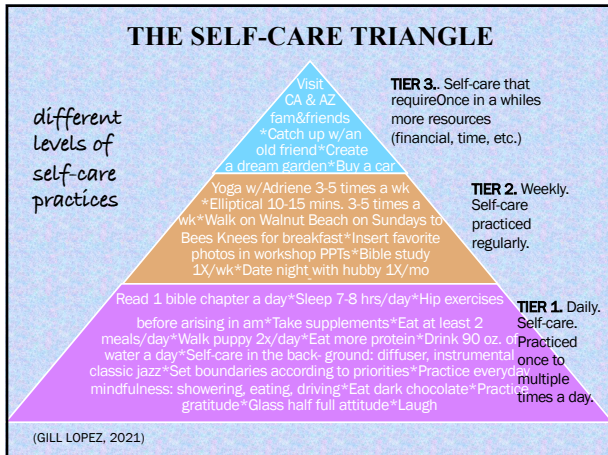 THE SELF-CARE TRIANGLE
different
levels of
self-care
practices
Visit
CA & AZ
fam&friends
*Catch up w/an
old friend*Create
a dream garden*Buy a car
TIER 3.. Self-care that
requireOnce in a whiles
more resources
(financial, time, etc.)
Yoga w/Adriene 3-5 times a wk
*Elliptical 10-15 mins. 3-5 times a
wk*Walk on Walnut Beach on Sundays to
Bees Knees for breakfast*Insert favorite
photos in workshop PPTs*Bible study
1X/wk*Date night with hubby 1X/mo
TIER 2. Weekly.
Self-care
practiced
regularly.
Read 1 bible chapter a day*Sleep 7-8 hrs/day*Hip exercises
before arising in am*Take supplements*Eat at least 2
meals/day*Walk puppy 2x/day*Eat more protein*Drink 90 oz. of
water a day*Self-care in the back- ground: diffuser, instrumental
classic jazz*Set boundaries according to priorities*Practice everyday
mindfulness: showering, eating, driving*Eat dark chocolate*Practice
gratitude*Glass half full attitude*Laugh
TIER 1. Daily.
Self-care.
Practiced
once to
multiple
times a day.
(GILL LOPEZ, 2021)